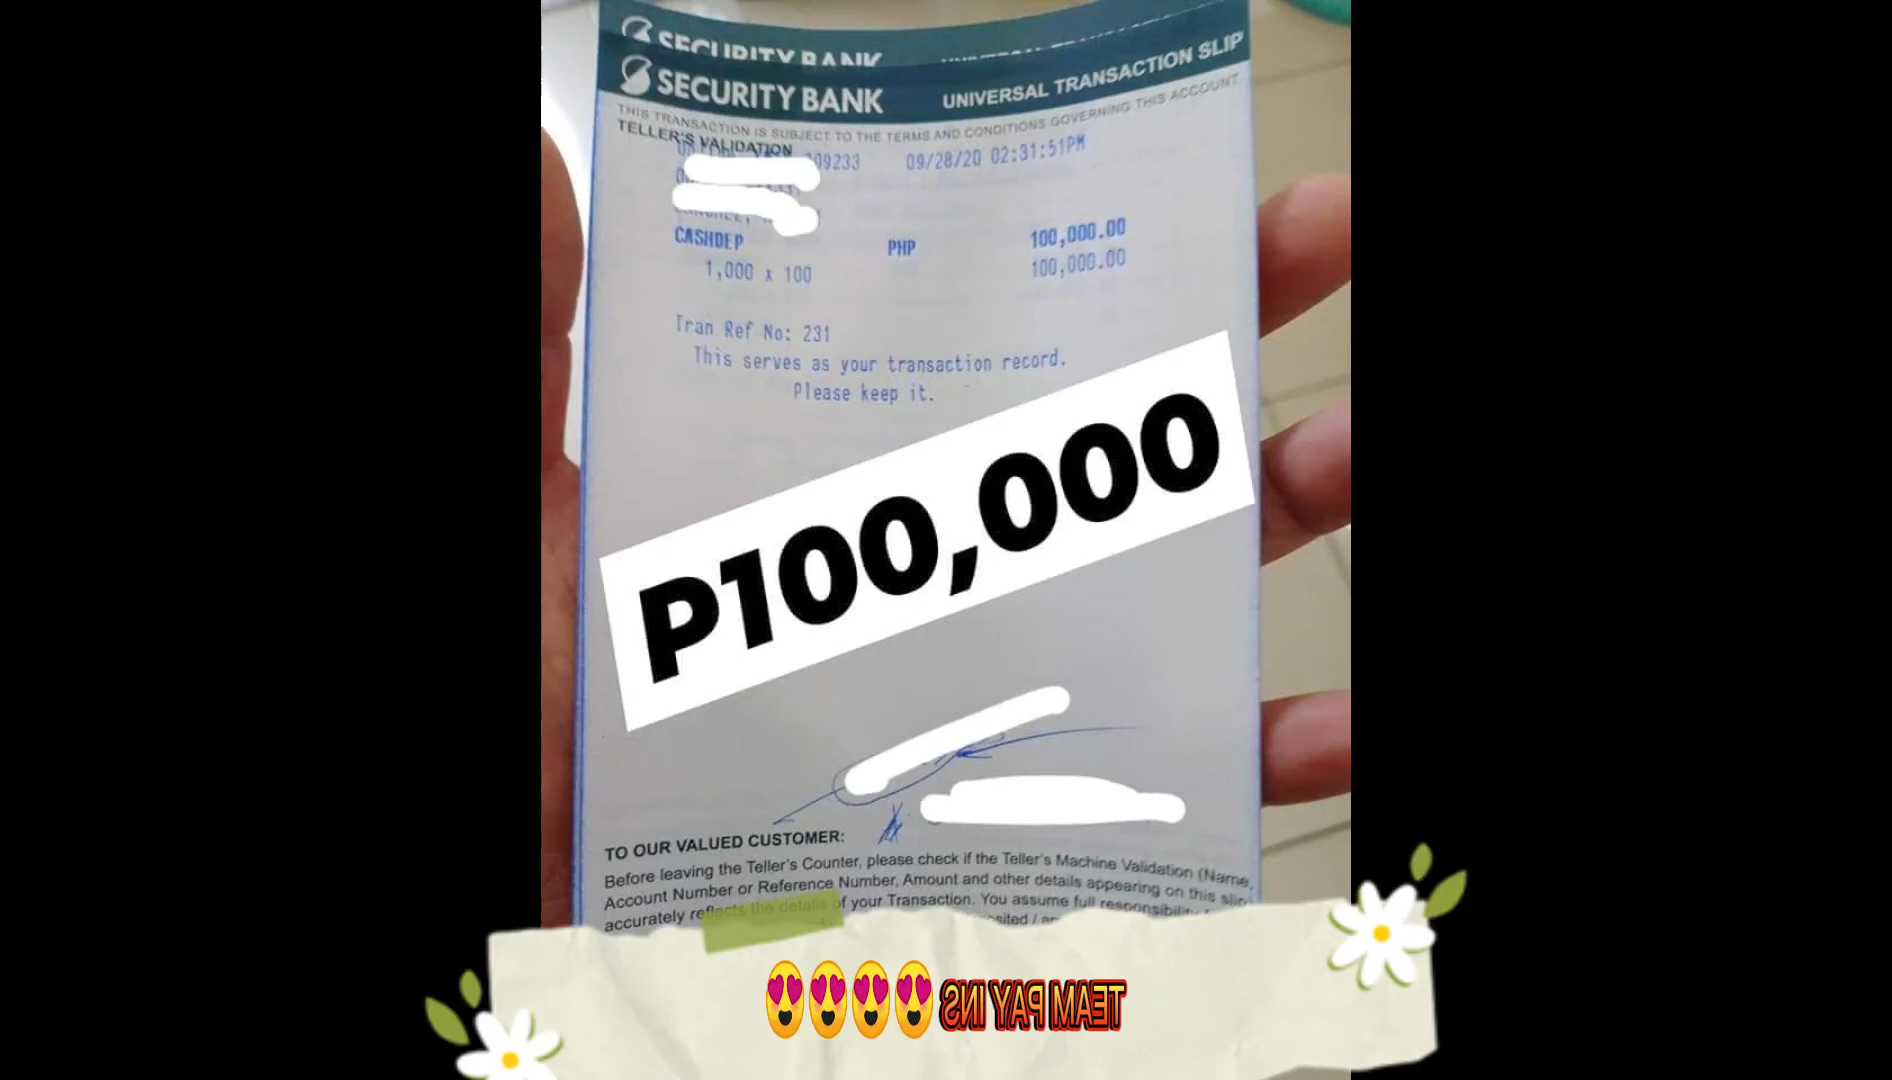 SECURITY BANK
SECURITY BANK UNIVERSAL TRANSACTION SLIP
THIS TRANSACTION IS SUBJECT TO THE TERMS AND CONDITIONS GOVERNING THIS ACCOUNT.
TELLER'S VALIDATION
09233 09/28/20 02:31:51PM
CASHDEP PHP 100,000.00
1,000 x 100 100,000.00
Tran Ref No: 231
This serves as your transaction record.
Please keep it.
P100,000
TO OUR VALUED CUSTOMER:
Before leaving the Teller's Counter, please check if the Teller's Machine Validation (Name,
Account Number or Reference Number, Amount and other details appearing on this slip
accurately reflects the details of your Transaction. You assume full responsibility
TEAM PAY INS